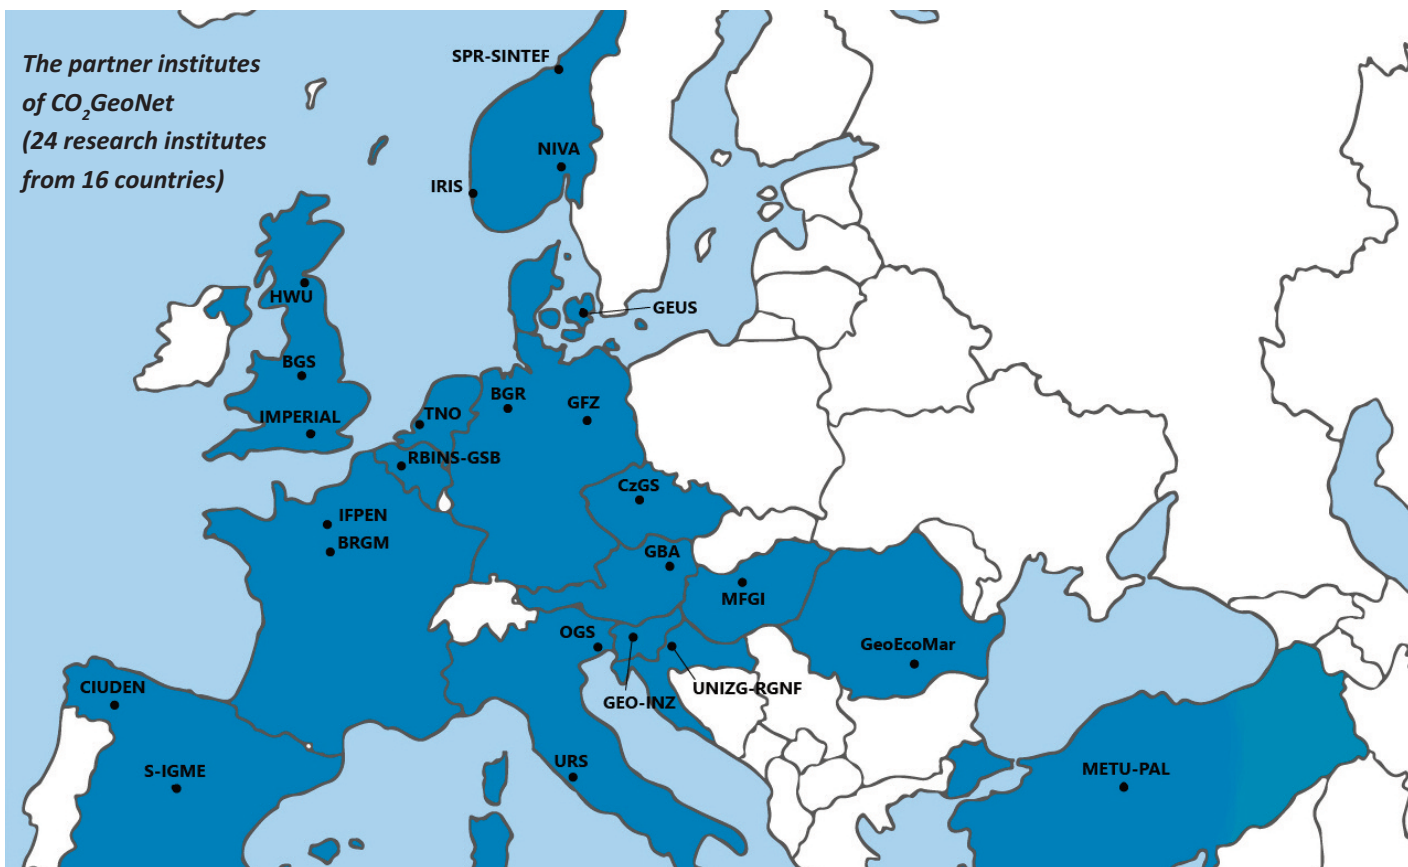 The partner institutes
of CO₂GeoNet
(24 research institutes
from 16 countries)
SPR-SINTEF
NIVA
IRIS
HWU
GEUS
BGS
BGR
GFZ
TNO
IMPERIAL
RBINS-GSB
CzGS
IFPEN
BRGM
GBA
MFGI
OGS
GeoEcoMar
CIUDEN
UNIZG-RGNF
GEO-INZ
URS
S-IGME
METU-PAL